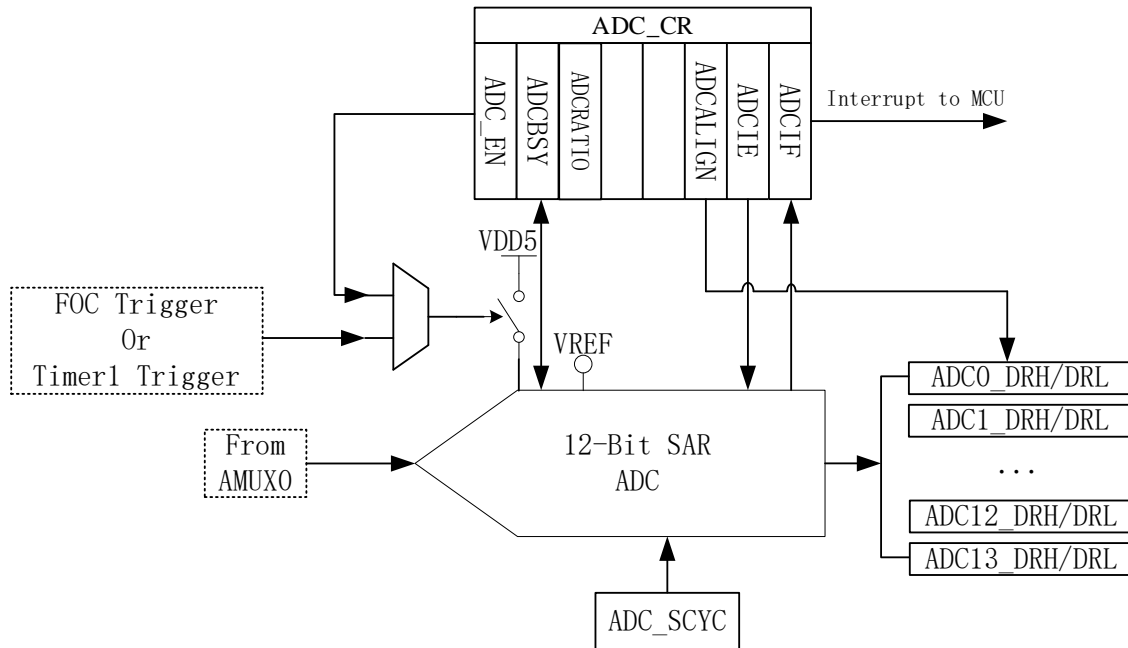 ADC_CR
ADC_EN
ADCBSY
ADCRATIO
ADCALIGN
ADCIE
ADCIF
Interrupt to MCU
VDD5
FOC Trigger
Or
Timer1 Trigger
VREF
ADC0_DRH/DRL
ADC1_DRH/DRL
...
ADC12_DRH/DRL
ADC13_DRH/DRL
From
AMUX0
12-Bit SAR
ADC
ADC_SCYC